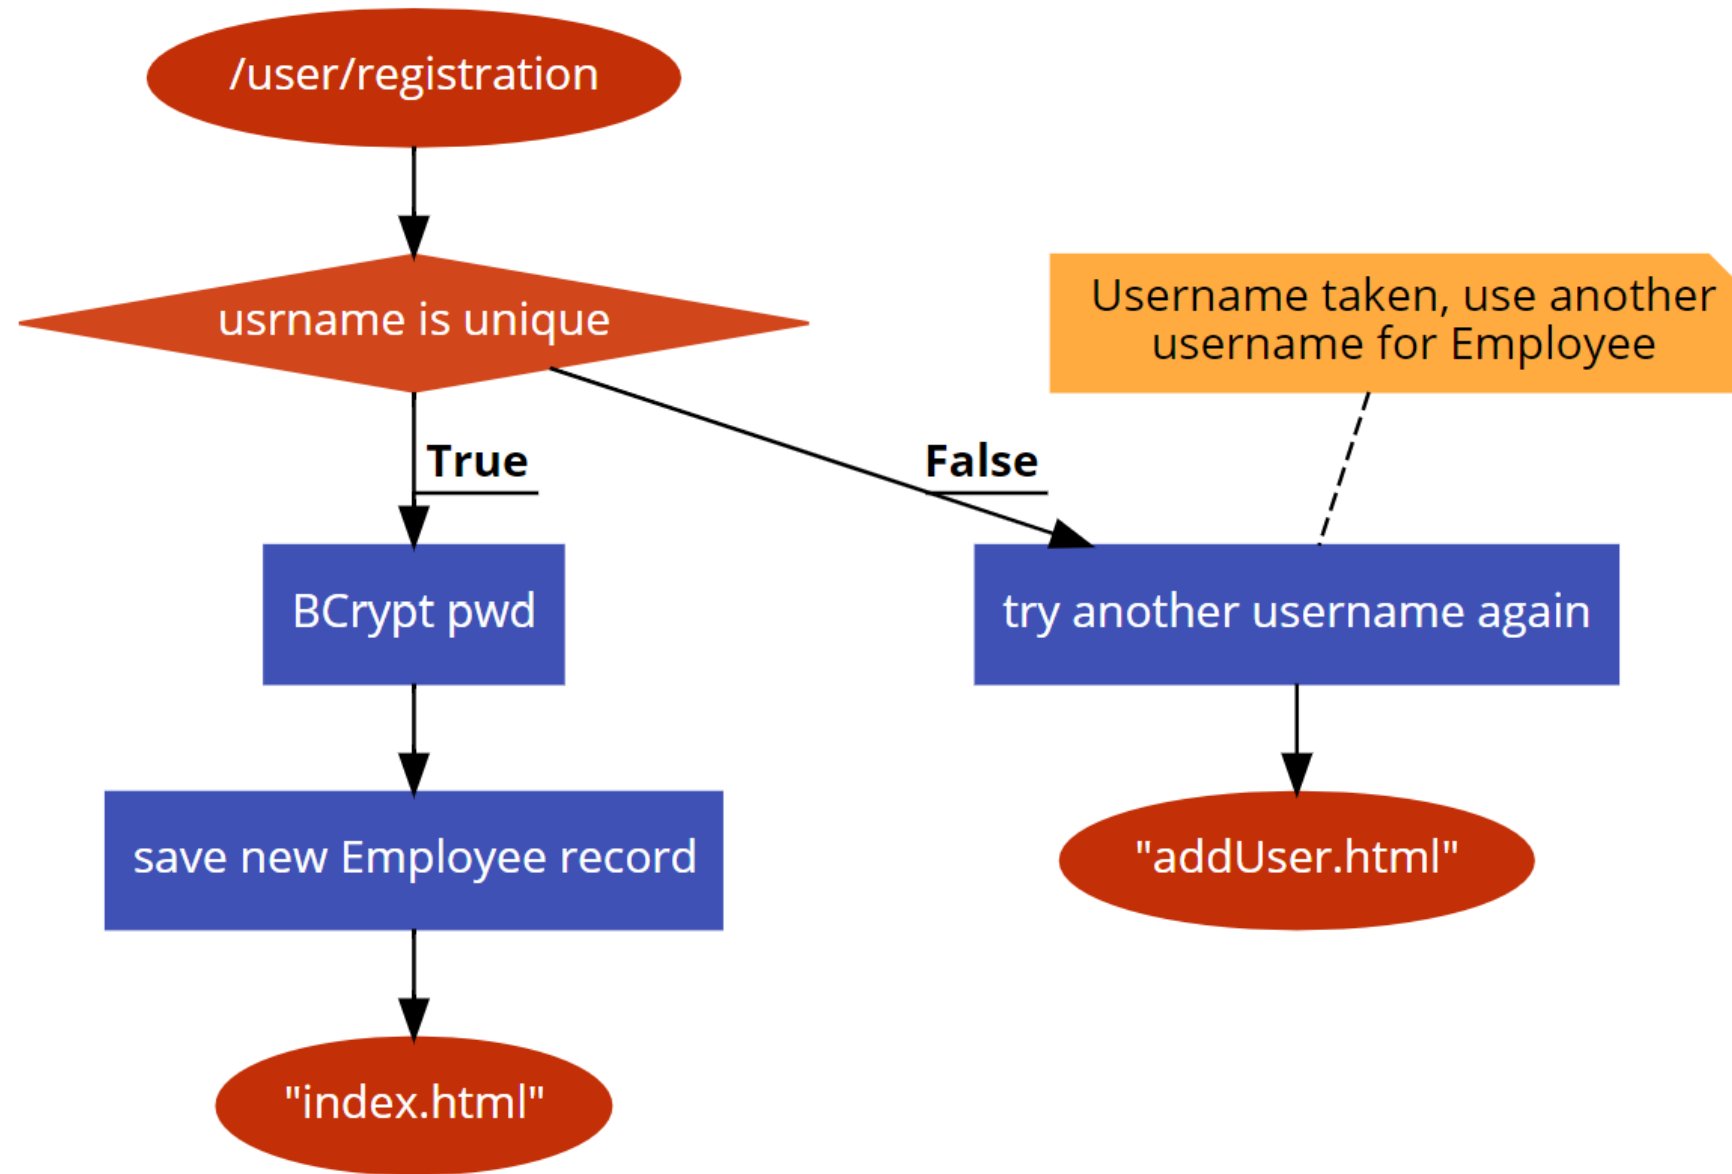 /user/registration
usrname is unique
Username taken, use another
username for Employee
True
False
BCrypt pwd
try another username again
save new Employee record
"addUser.html"
"index.html"